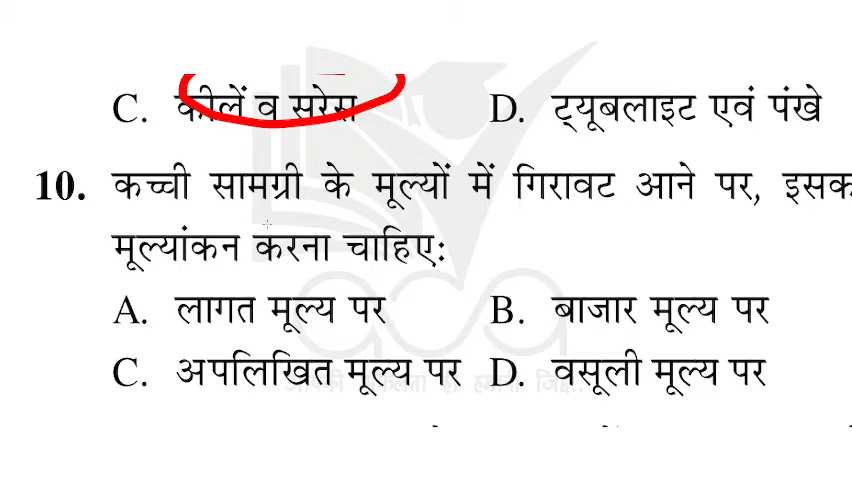 C. कीलें व सरेस D. ट्यूबलाइट एवं पंखे
10. कच्ची सामग्री के मूल्यों में गिरावट आने पर, इसक
मूल्यांकन करना चाहिए:
A. लागत मूल्य पर B. बाजार मूल्य पर
C. अपलिखित मूल्य पर D. वसूली मूल्य पर